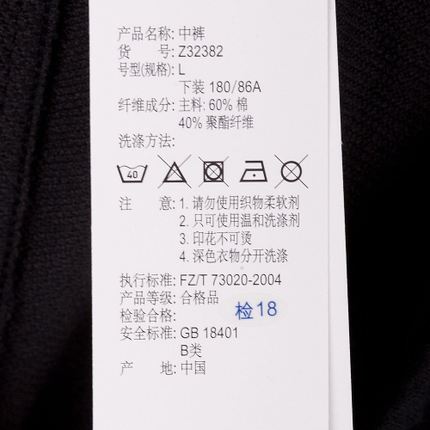 产品名称: 中裤
货 号: Z32382
号型(规格): L
下装 180/86A
纤维成分: 主料: 60% 棉
40% 聚酯纤维
洗涤方法:
40
注 意: 1. 请勿使用织物柔软剂
2. 只可使用温和洗涤剂
3. 印花不可烫
4. 深色衣物分开洗涤
执行标准: FZ/T 73020-2004
产品等级: 合格品
检验合格: 检18
安全标准: GB 18401
B类
产 地: 中国